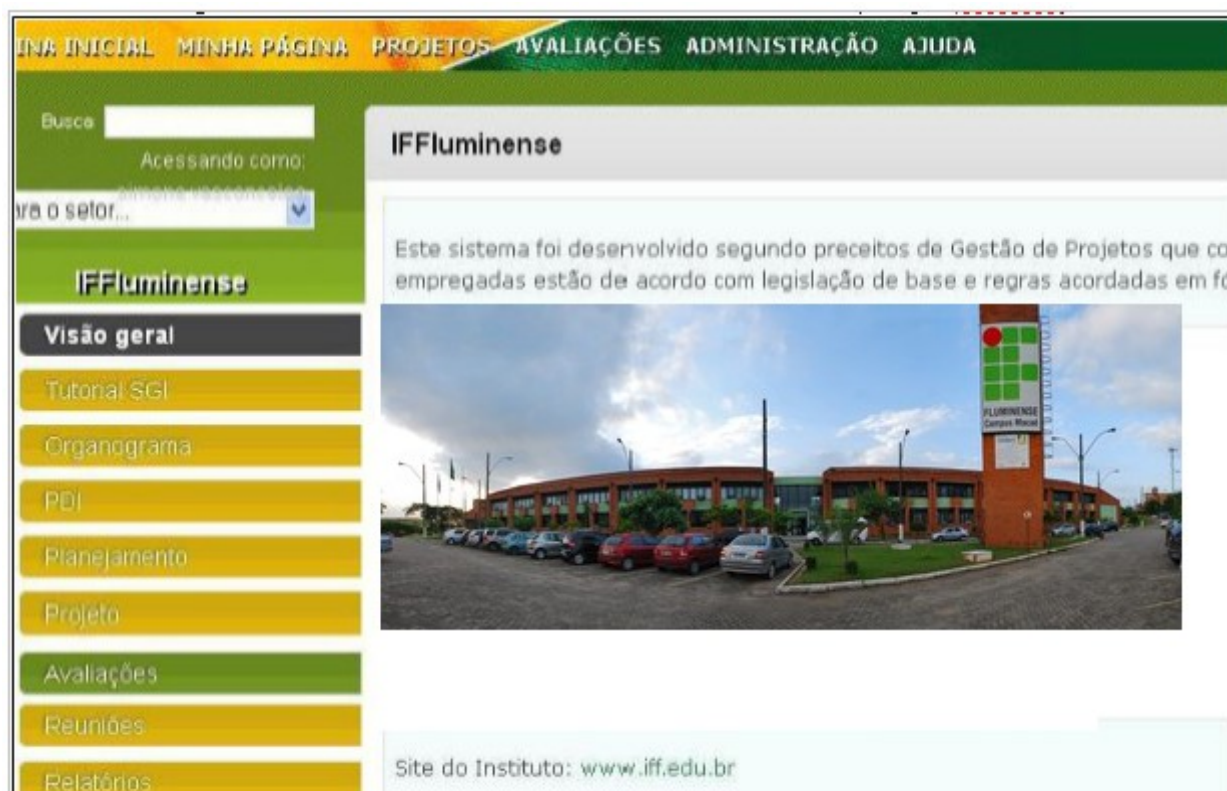 INA INICIAL MINHA PÁGINA PROJETOS AVALIAÇÕES ADMINISTRAÇÃO AJUDA
Busca
Acessando como:
ara o setor...
IFFluminense
Visão geral
Tutorial SGI
Organograma
PDI
Planejamento
Projeto
Avaliações
Reuniões
Relatórios
IFFluminense
Este sistema foi desenvolvido segundo preceitos de Gestão de Projetos que co
empregadas estão de acordo com legislação de base e regras acordadas em fó
FLUMINENSE
Campus Macaé
Site do Instituto: www.iff.edu.br